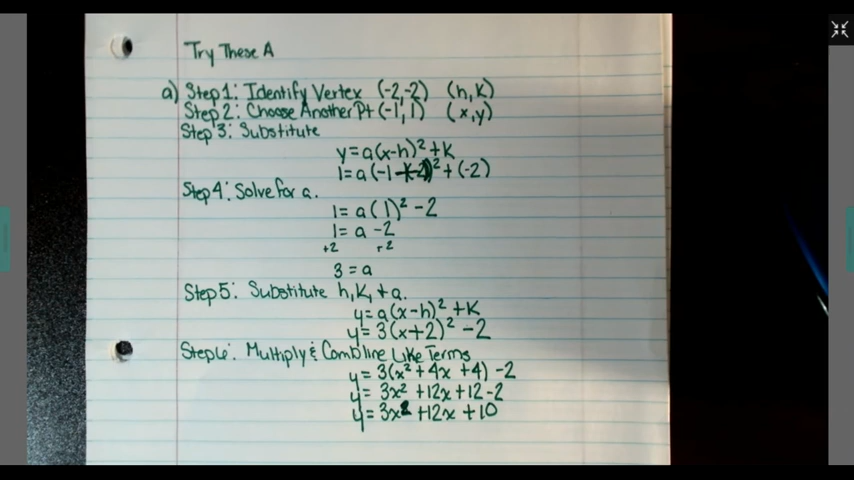 Try These A
a) Step 1: Identify Vertex (-2,-2) (h, K)
Step 2: Choose Another Pt (-1, 1) (x, y)
Step 3: Substitute
y = a(x-h)² + K
1 = a(-1 + 2)² + (-2)
Step 4: Solve for a.
1 = a(1)² - 2
1 = a - 2
+2 +2
3 = a
Step 5: Substitute h, K, + a.
y = a(x-h)² + K
y = 3(x+2)² - 2
Step 6: Multiply & Combline Like Terms
y = 3(x² + 4x + 4) - 2
y = 3x² + 12x + 12 - 2
y = 3x² + 12x + 10